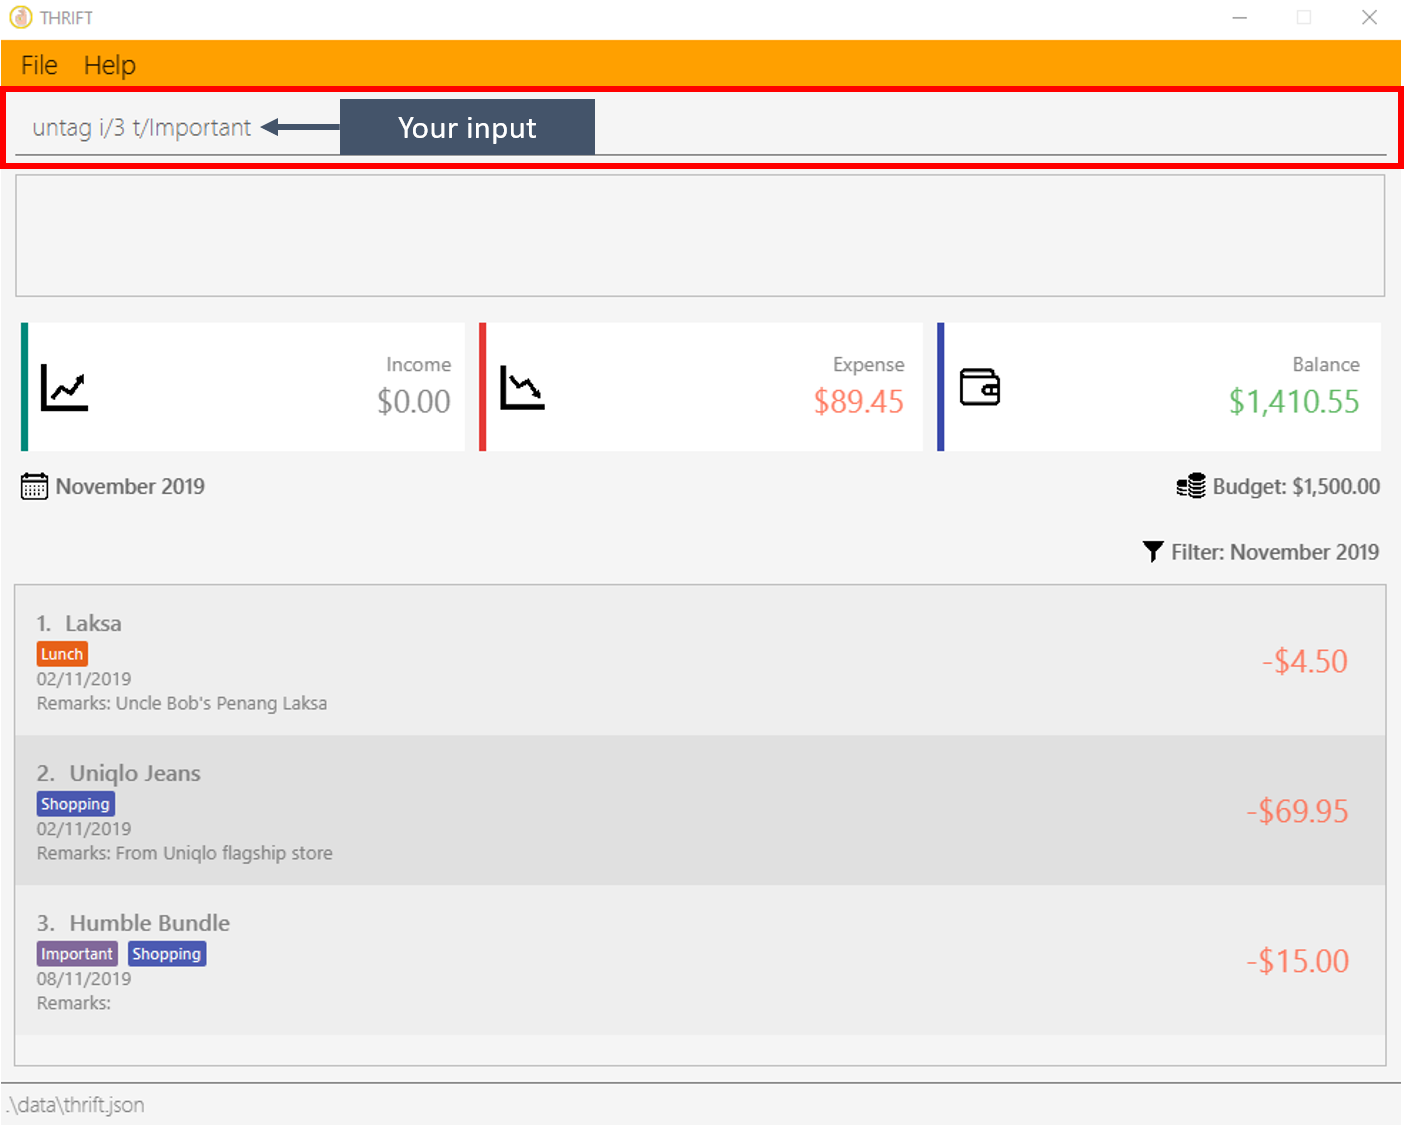 THRIFT
File Help
untag i/3 t/Important
Your input
Income
$0.00
Expense
$89.45
Balance
$1,410.55
November 2019
Budget: $1,500.00
Filter: November 2019
1. Laksa
Lunch
02/11/2019
Remarks: Uncle Bob's Penang Laksa
-$4.50
2. Uniqlo Jeans
Shopping
02/11/2019
Remarks: From Uniqlo flagship store
-$69.95
3. Humble Bundle
Important Shopping
08/11/2019
Remarks:
-$15.00
.\data\thrift.json